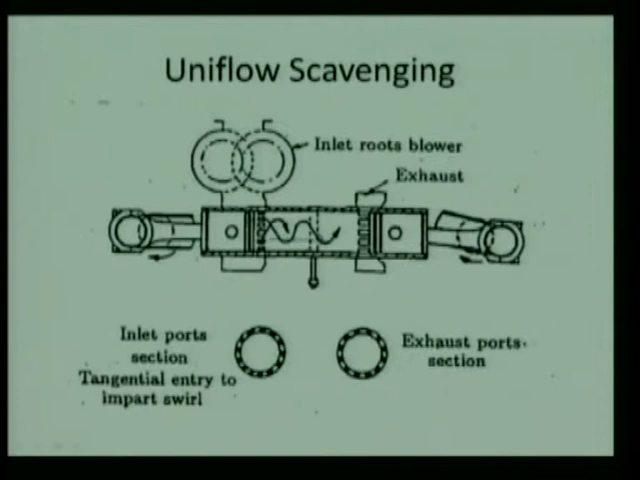 Uniflow Scavenging
Inlet roots blower
Exhaust
Inlet ports
section
Tangential entry to
impart swirl
Exhaust ports.
section